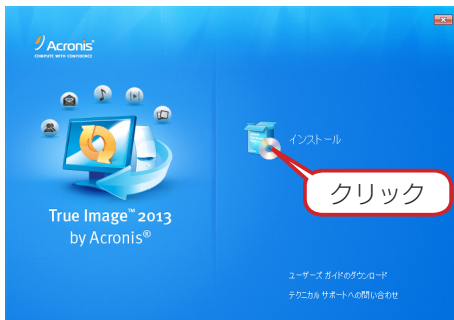 Acronis
COMPUTE WITH CONFIDENCE
インストール
クリック
True Image™ 2013
by Acronis®
ユーザーズ ガイドのダウンロード
テクニカル サポートへの問い合わせ